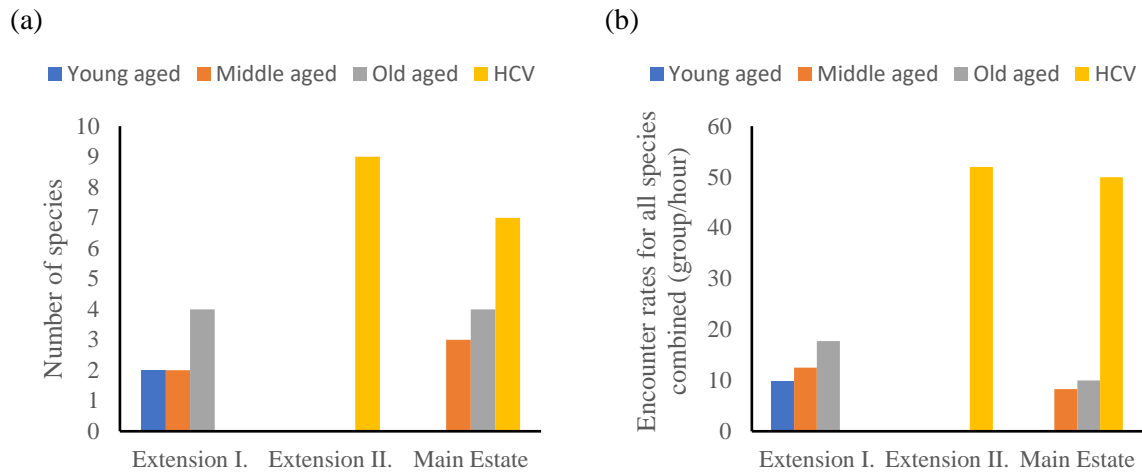 (a)
Young aged Middle aged Old aged HCV
Number of species
10
9
8
7
6
5
4
3
2
1
0
Extension I. Extension II. Main Estate
(b)
Young aged Middle aged Old aged HCV
Encounter rates for all species
combined (group/hour)
60
50
40
30
20
10
0
Extension I. Extension II. Main Estate